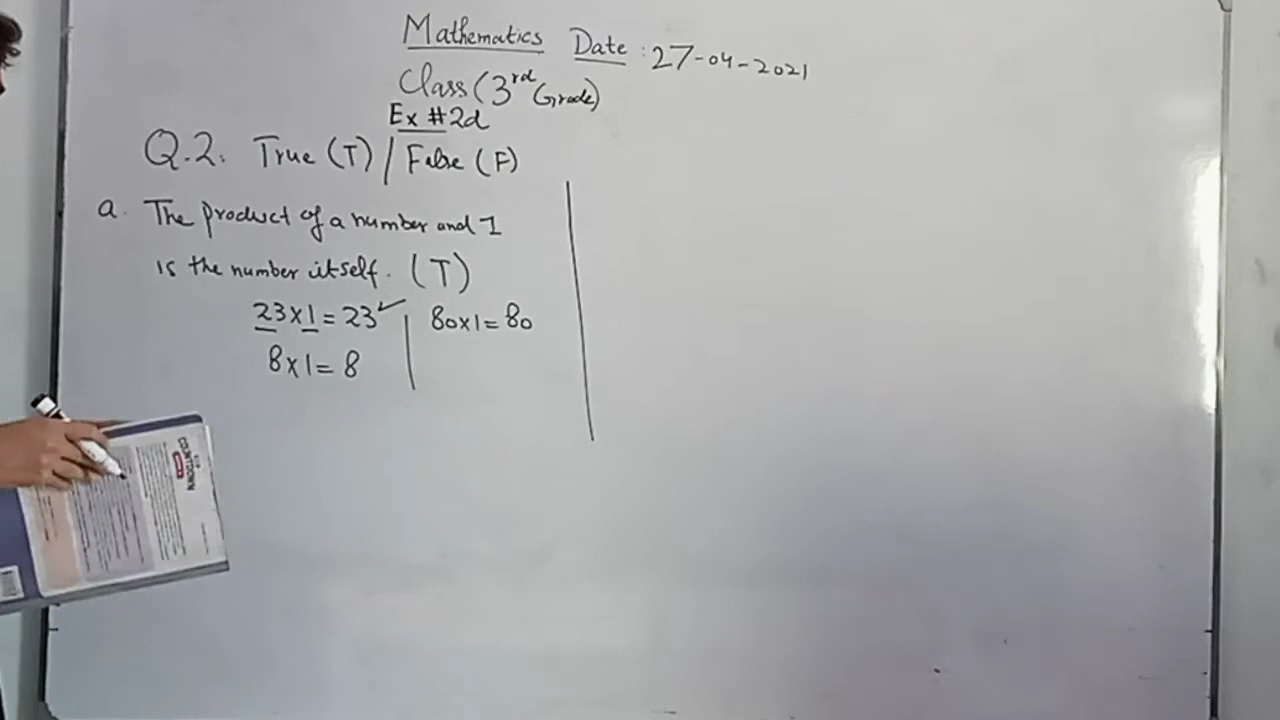 Mathematics Date: 27-04-2021
Class (3rd Grade)
Ex #2d
Q.2. True (T) / False (F)
a. The product of a number and 1
is the number itself. (T)
23x1=23✓ | 80x1=80
8x1=8
COUNTDOWN